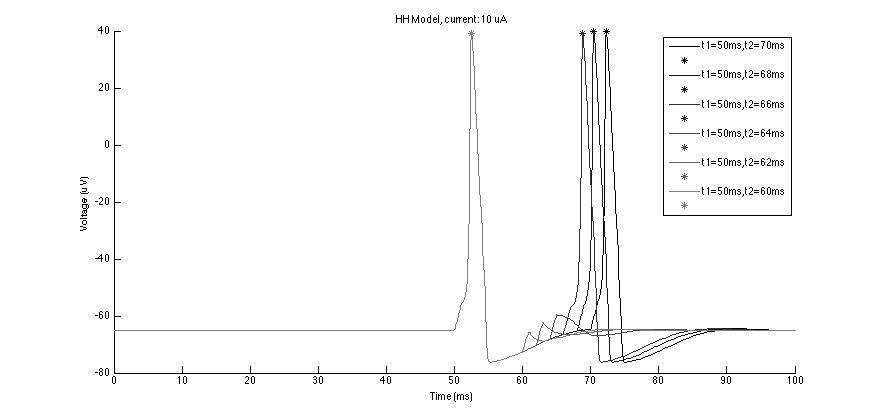 HH Model, current: 10 uA
40
20
0
-20
-40
-60
-80
Voltage (uV)
0
10
20
30
40
50
60
70
80
90
100
Time (ms)
t1=50ms,t2=70ms
t1=50ms,t2=68ms
t1=50ms,t2=66ms
t1=50ms,t2=64ms
t1=50ms,t2=62ms
t1=50ms,t2=60ms